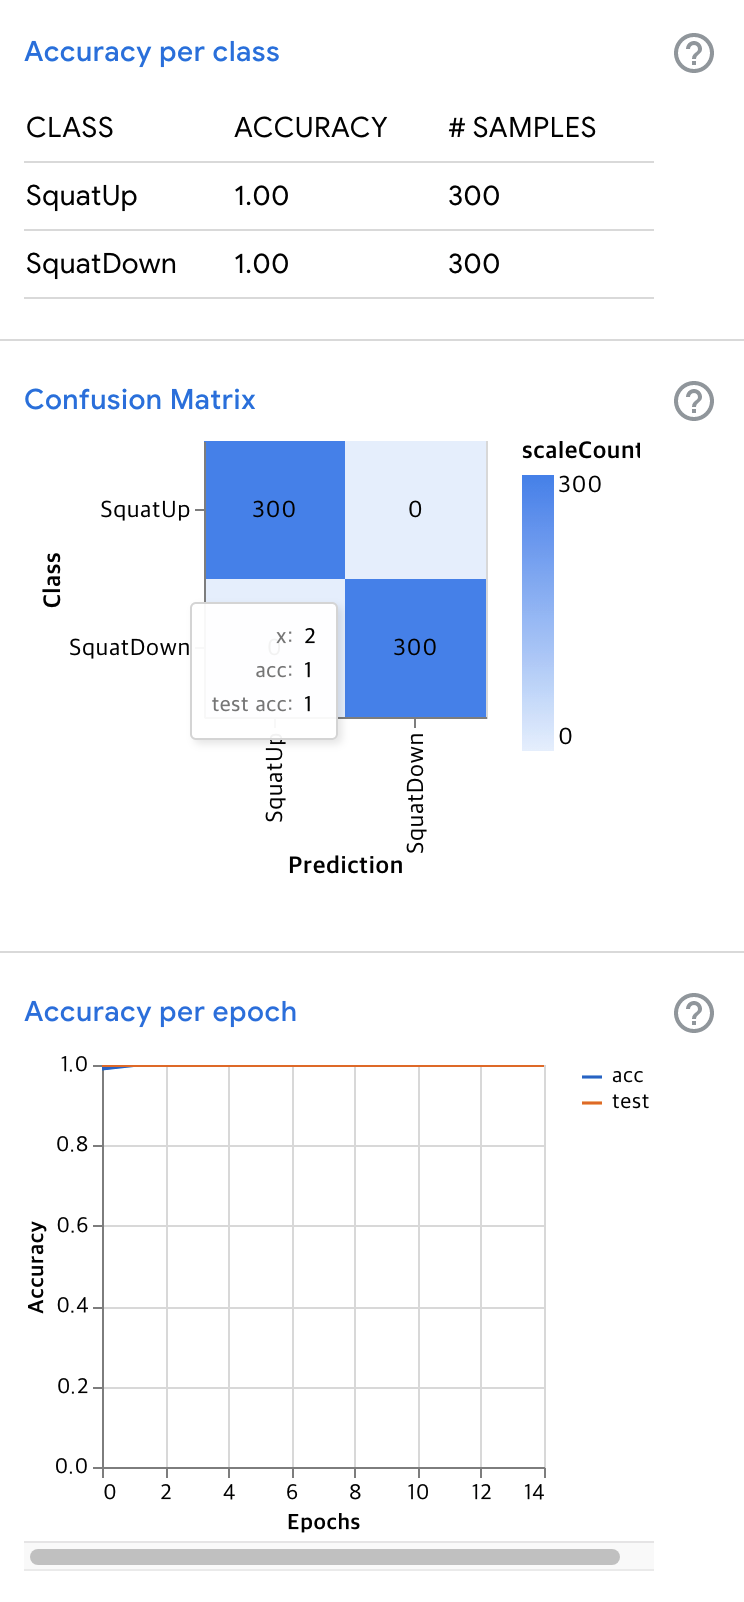 Accuracy per class
CLASS ACCURACY # SAMPLES
SquatUp 1.00 300
SquatDown 1.00 300
Confusion Matrix
scaleCount
300
0
Class
SquatUp 300 0
SquatDown 0 300
x: 2
acc: 1
test acc: 1
SquatUp
SquatDown
Prediction
Accuracy per epoch
acc
test
Accuracy
1.0
0.8
0.6
0.4
0.2
0.0
0 2 4 6 8 10 12 14
Epochs